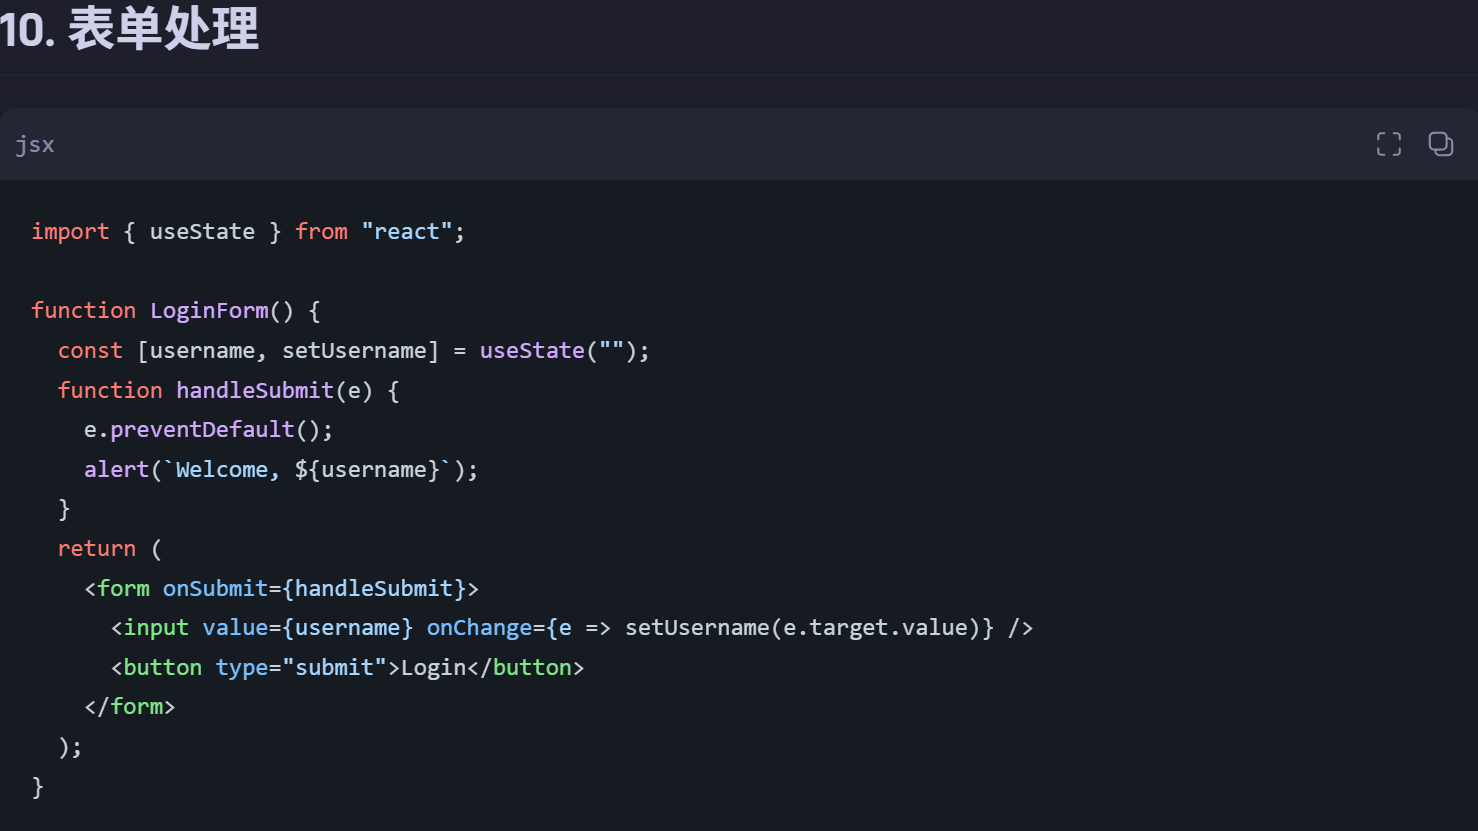 10. 表单处理
jsx
import { useState } from "react";
function LoginForm() {
  const [username, setUsername] = useState("");
  function handleSubmit(e) {
    e.preventDefault();
    alert(`Welcome, ${username}`);
  }
  return (
    <form onSubmit={handleSubmit}>
      <input value={username} onChange={e => setUsername(e.target.value)} />
      <button type="submit">Login</button>
    </form>
  );
}